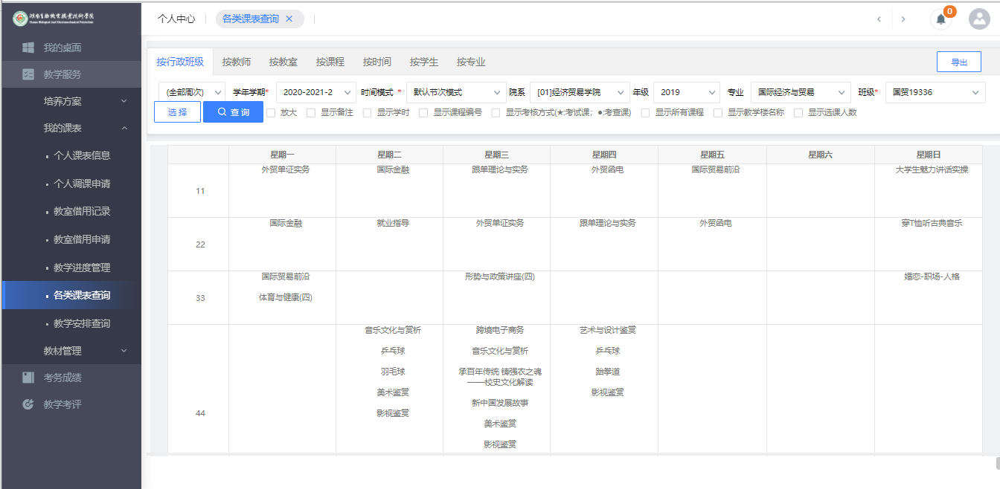 个人中心
各类课表查询
0
我的桌面
教学服务
培养方案
我的课表
个人课表信息
个人调课申请
教室借用记录
教室借用申请
教学进度管理
各类课表查询
教学安排查询
教材管理
考务成绩
教学考评
按行政班级 按教师 按教室 按课程 按时间 按学生 按专业 导出
(全部周次) 学年学期* 2020-2021-2 时间模式 * 默认节次模式 院系 [01]经济贸易学院 年级 2019 专业 国际经济与贸易 班级* 国贸19336
选 择 查 询 放大 显示备注 显示学时 显示课程编号 显示考核方式(★:考试课; ●:考查课) 显示所有课程 显示教学楼名称 显示选课人数
星期一 星期二 星期三 星期四 星期五 星期六 星期日
11
外贸单证实务 国际金融 跟单理论与实务 外贸函电 国际贸易前沿 大学生魅力讲话实操
22
国际金融 就业指导 外贸单证实务 跟单理论与实务 外贸函电 穿T恤听古典音乐
33
国际贸易前沿 形势与政策讲座(四) 婚恋-职场-人格
体育与健康(四)
44
音乐文化与赏析 跨境电子商务 艺术与设计鉴赏
乒乓球 音乐文化与赏析 乒乓球
羽毛球 承百年传统 铸强农之魂 跆拳道
——校史文化解读
美术鉴赏 新中国发展故事 影视鉴赏
影视鉴赏 美术鉴赏
影视鉴赏